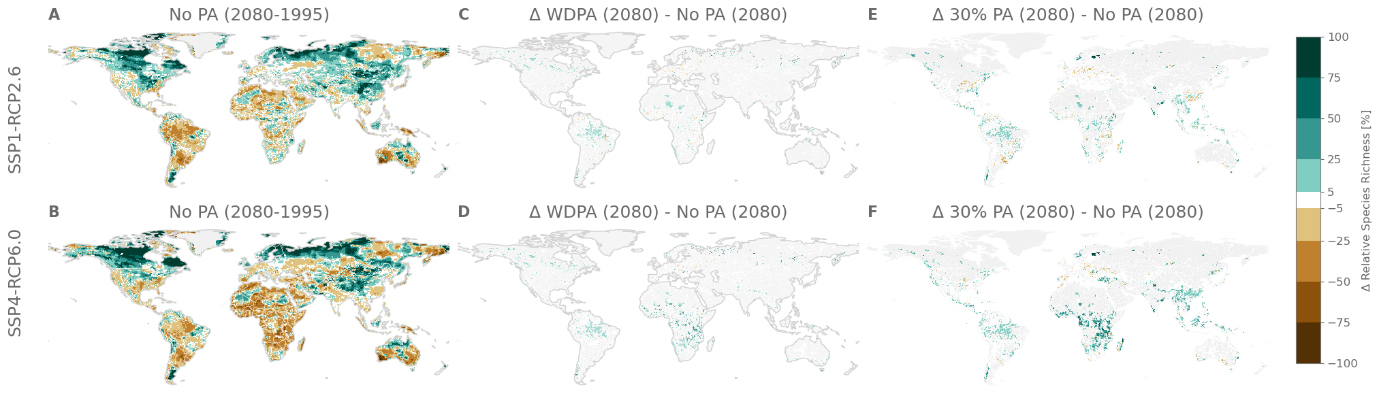 A No PA (2080-1995)
C Δ WDPA (2080) - No PA (2080)
E Δ 30% PA (2080) - No PA (2080)
SSP1-RCP2.6
B No PA (2080-1995)
D Δ WDPA (2080) - No PA (2080)
F Δ 30% PA (2080) - No PA (2080)
SSP4-RCP6.0
100
75
50
25
5
−5
−25
−50
−75
−100
Δ Relative Species Richness [%]